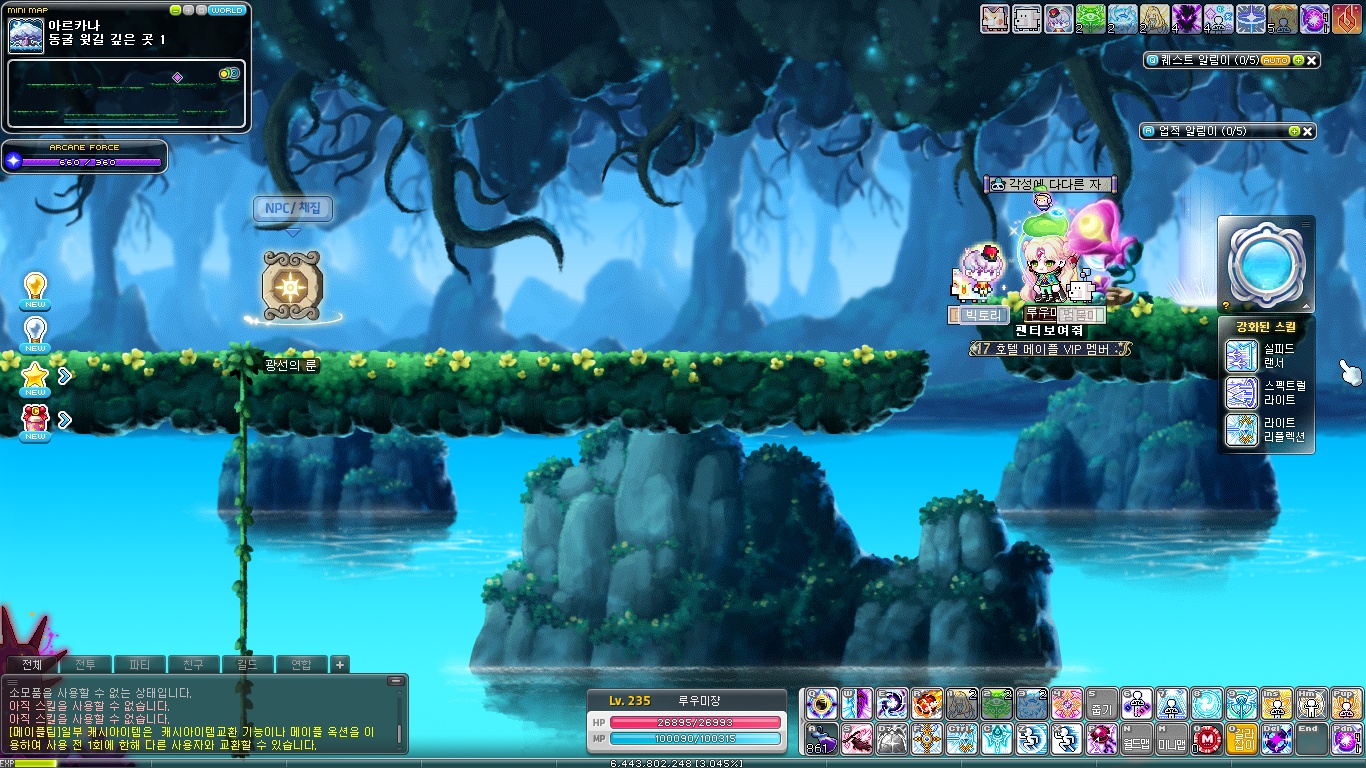 MINI MAP
WORLD
아르카나
동굴 윗길 깊은 곳 1
ARCANE FORCE
660 / 360
퀘스트 알림이 (0/5)
AUTO
업적 알림이 (0/5)
NPC/채집
광선의 룬
각성에 다다른 자
빅토리
루우미
팬티보여줘
17 호텔 메이플 VIP 멤버
강화된 스킬
실피드
랜서
스펙트럴
라이트
라이트
리플렉션
NEW
NEW
NEW
NEW
전체
전투
파티
친구
길드
연합
소모품을 사용할 수 없는 상태입니다.
아직 스킬을 사용할 수 없습니다.
아직 스킬을 사용할 수 없습니다.
[메이플팁]일부 캐시아이템은 캐시아이템교환 기능이나 메이플 옵션을 이
용하여 사용 전 1회에 한해 다른 사용자와 교환할 수 있습니다.
Lv. 235
루우미쟝
HP
26895/26993
MP
100090/100315
줍기
861
월드맵
미니맵
EXP
6,443,802,248 [3.045%]